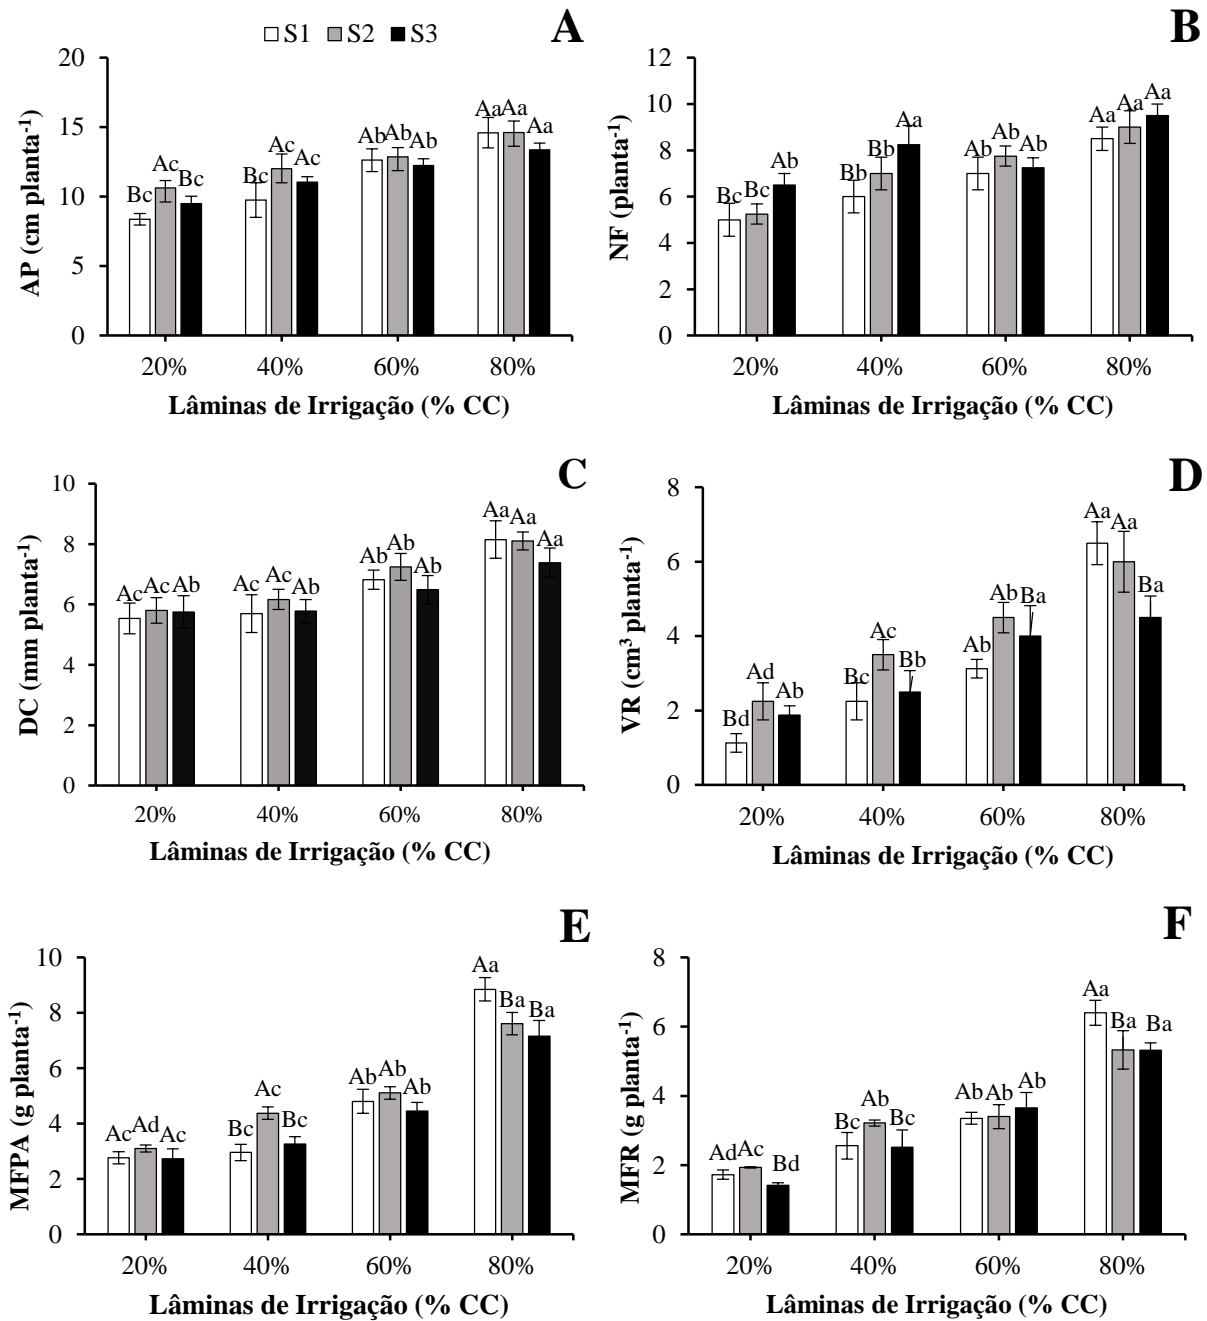 A
S1 S2 S3
AP (cm planta-1)
20
15
10
5
0
Bc Ac Bc
Bc Ac Ac
Ab Ab Ab
Aa Aa Aa
20% 40% 60% 80%
Lâminas de Irrigação (% CC)
B
NF (planta-1)
12
10
8
6
4
2
0
Bc Bc Ab
Bb Bb Aa
Ab Ab Ab
Aa Aa Aa
20% 40% 60% 80%
Lâminas de Irrigação (% CC)
C
DC (mm planta-1)
10
8
6
4
2
0
Ac Ac Ab
Ac Ac Ab
Ab Ab Ab
Aa Aa Aa
20% 40% 60% 80%
Lâminas de Irrigação (% CC)
D
VR (cm3 planta-1)
8
6
4
2
0
Bd Ad Ab
Bc Ac Bb
Ab Ab Ba
Aa Aa Ba
20% 40% 60% 80%
Lâminas de Irrigação (% CC)
E
MFPA (g planta-1)
10
8
6
4
2
0
Ac Ad Ac
Bc Ac Bc
Ab Ab Ab
Aa Ba Ba
20% 40% 60% 80%
Lâminas de Irrigação (% CC)
F
MFR (g planta-1)
8
6
4
2
0
Ad Ac Bd
Bc Ab Bc
Ab Ab Ab
Aa Ba Ba
20% 40% 60% 80%
Lâminas de Irrigação (% CC)